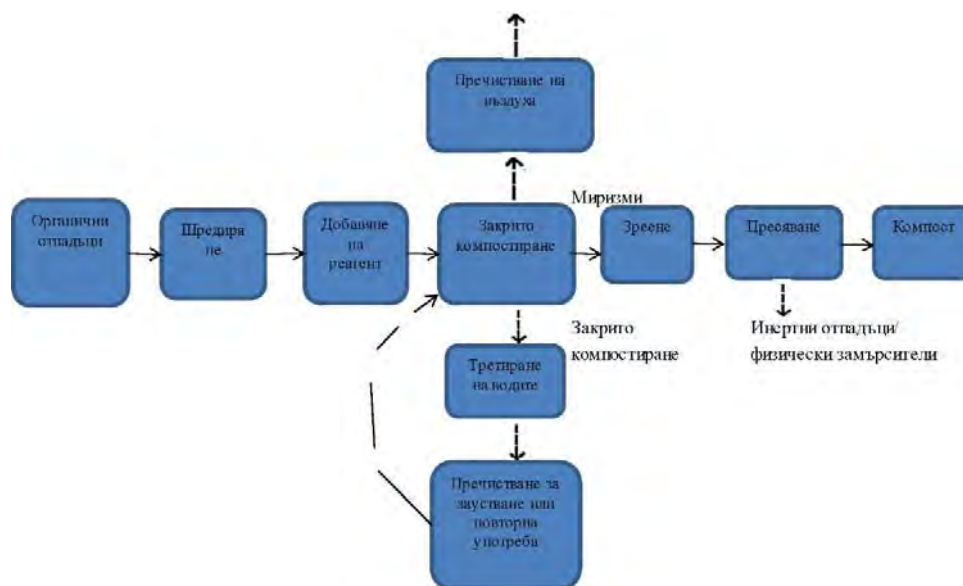 Пречистване на
въздуха
Миризми
Органични
отпадъци
Шредира
не
Добавяне
на
реагент
Закрито
компостиране
Зреене
Пресяване
Компост
Закрито
компостиране
Инертни отпадъци/
физически замърсители
Третиране
на водите
Пречистване за
заустване или
повторна
употреба